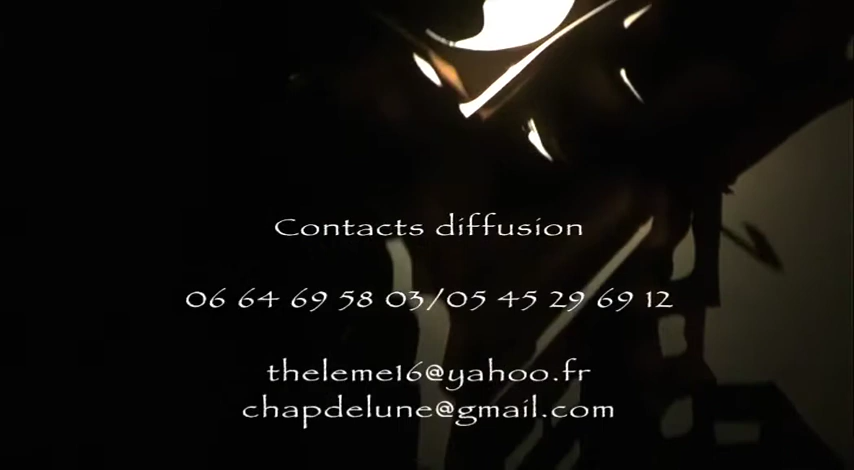 Contacts diffusion
06 64 69 58 03/05 45 29 69 12
theleme16@yahoo.fr
chapdelune@gmail.com